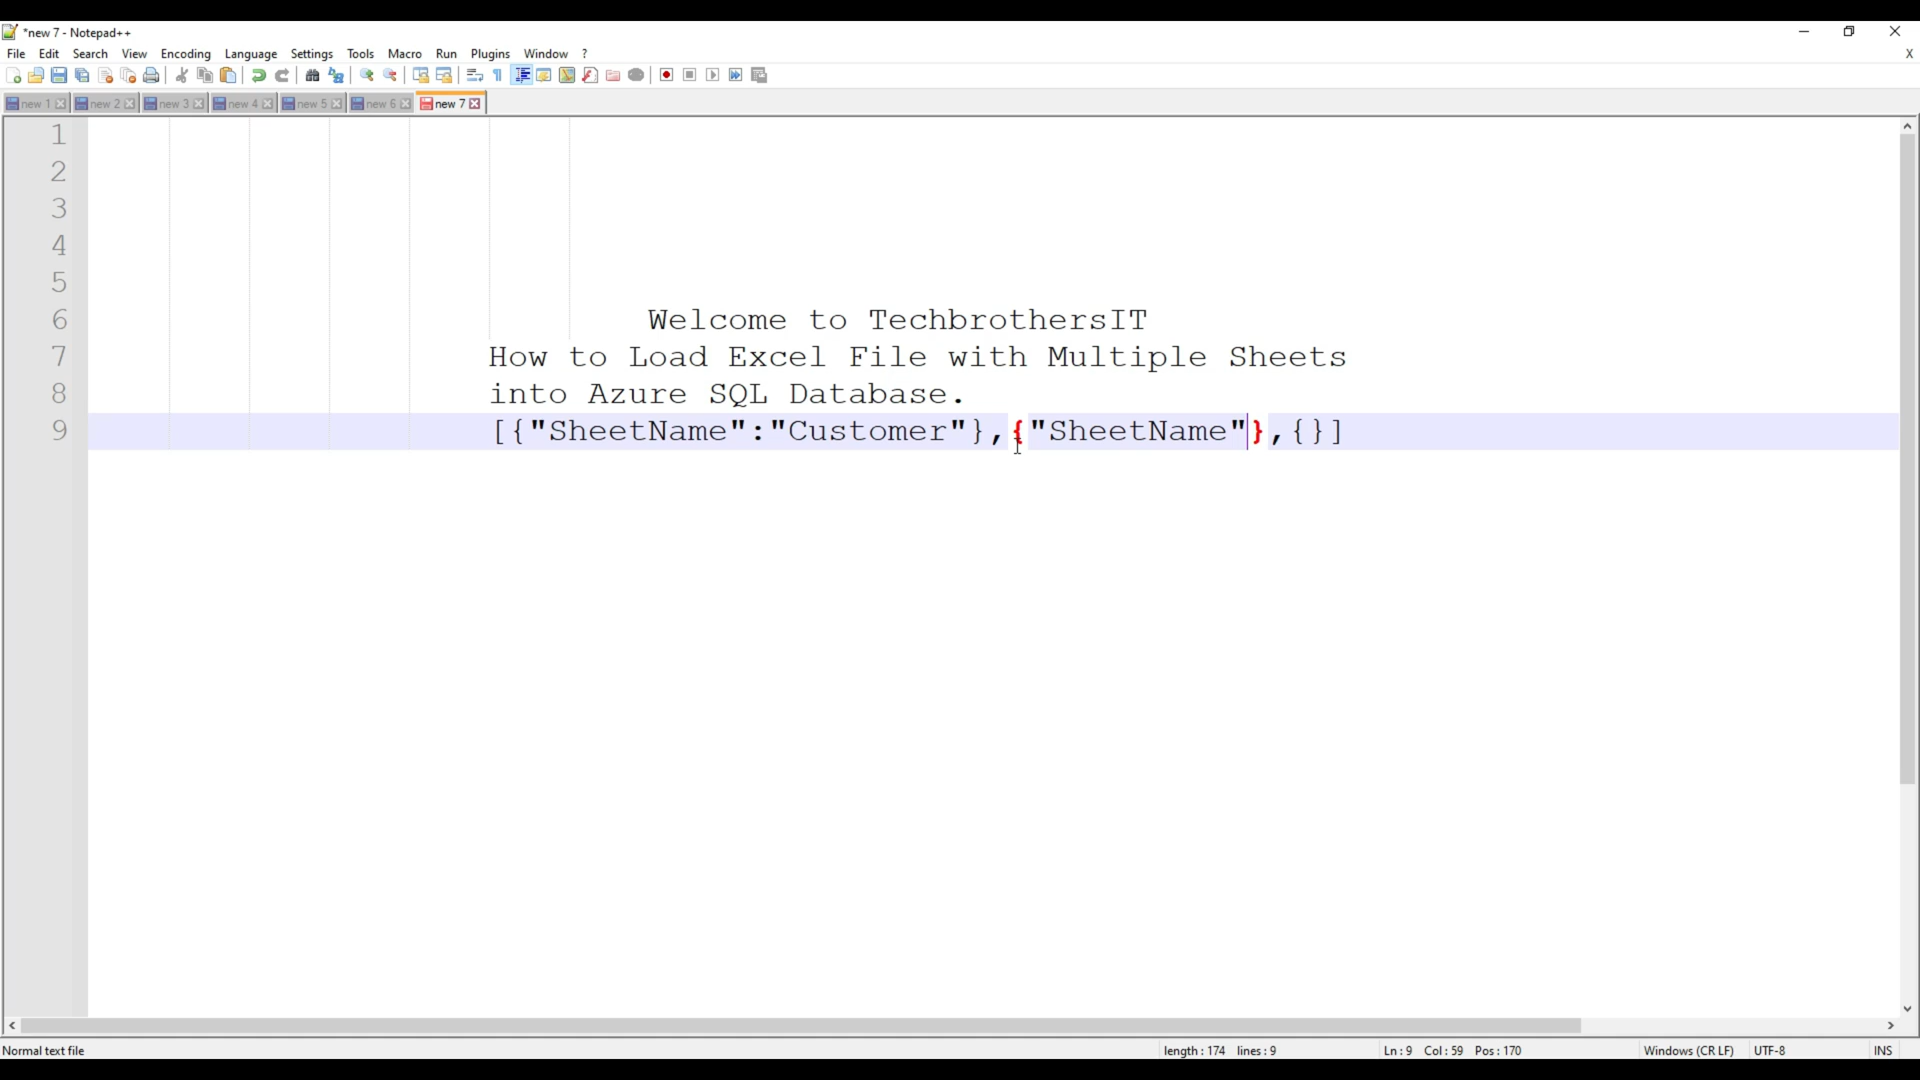 *new 7 - Notepad++
File Edit Search View Encoding Language Settings Tools Macro Run Plugins Window ? X
new 1 new 2 new 3 new 4 new 5 new 6 new 7
1
2
3
4
5
6 Welcome to TechbrothersIT
7 How to Load Excel File with Multiple Sheets
8 into Azure SQL Database.
9 [{"SheetName":"Customer"},{"SheetName"},{}]
Normal text file length : 174 lines : 9 Ln : 9 Col : 59 Pos : 170 Windows (CR LF) UTF-8 INS